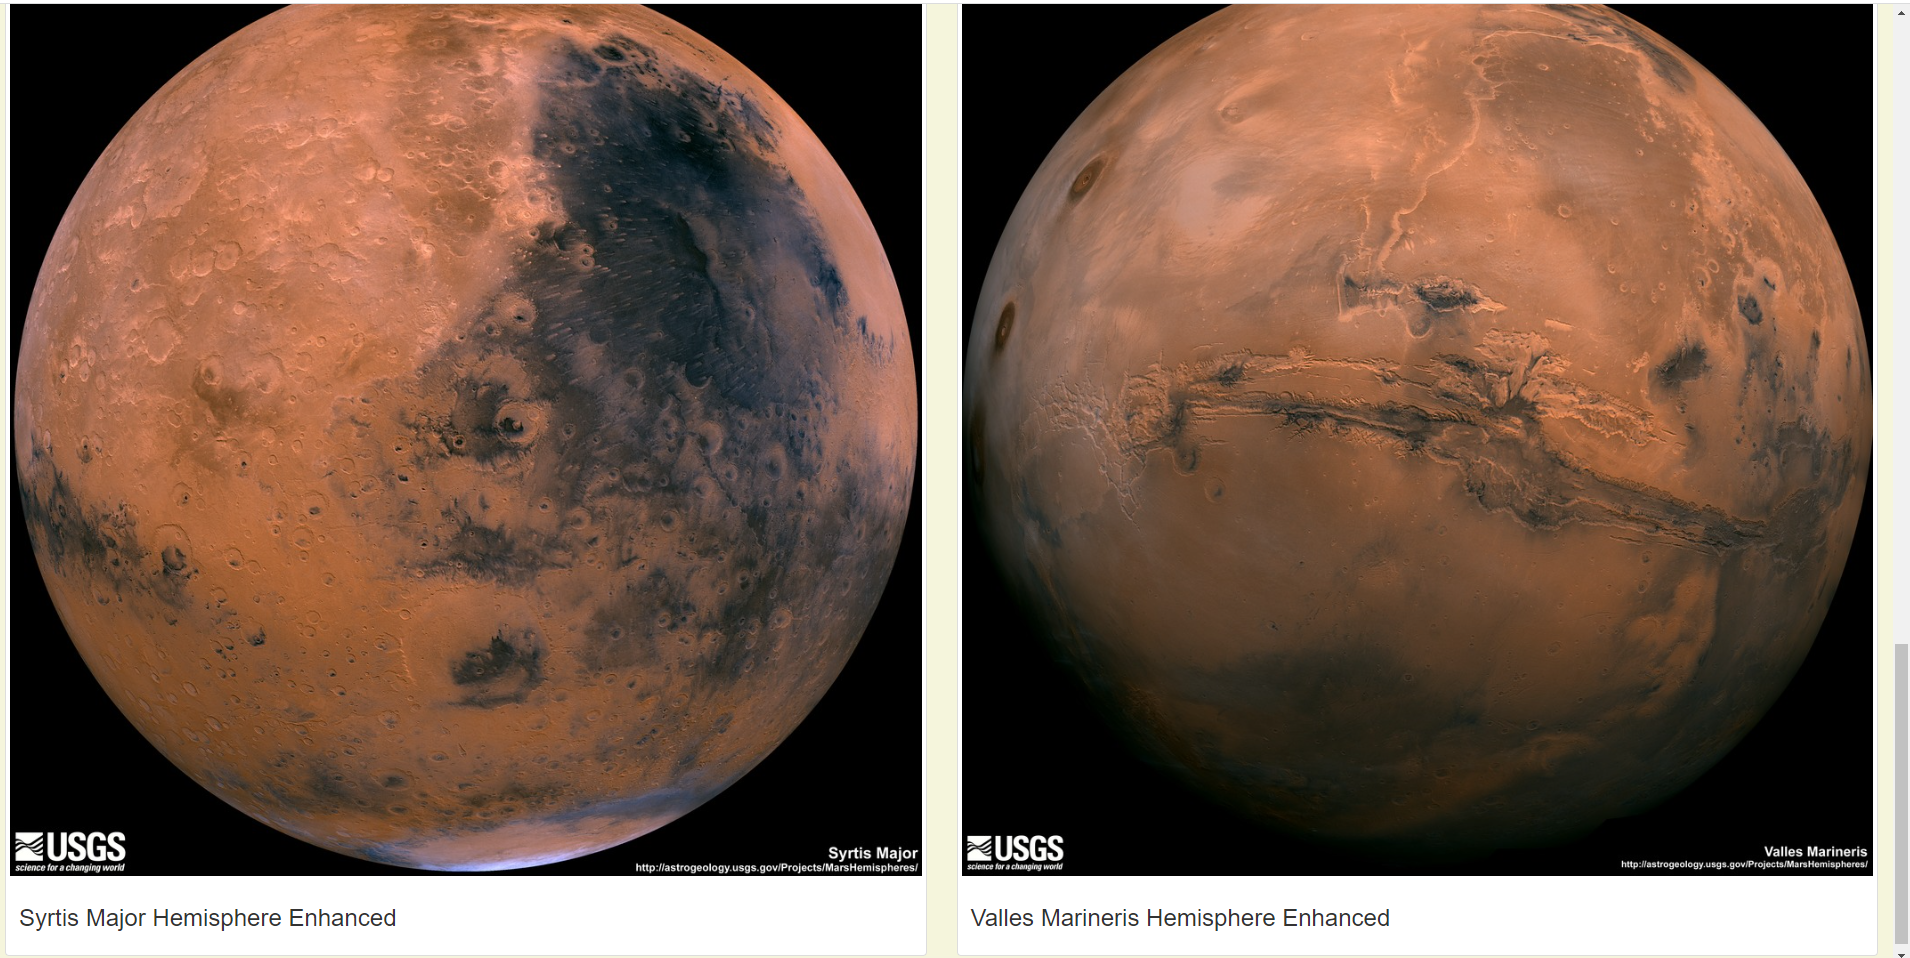 USGS
science for a changing world
Syrtis Major
http://astrogeology.usgs.gov/Projects/MarsHemispheres/
Syrtis Major Hemisphere Enhanced
USGS
science for a changing world
Valles Marineris
http://astrogeology.usgs.gov/Projects/MarsHemispheres/
Valles Marineris Hemisphere Enhanced